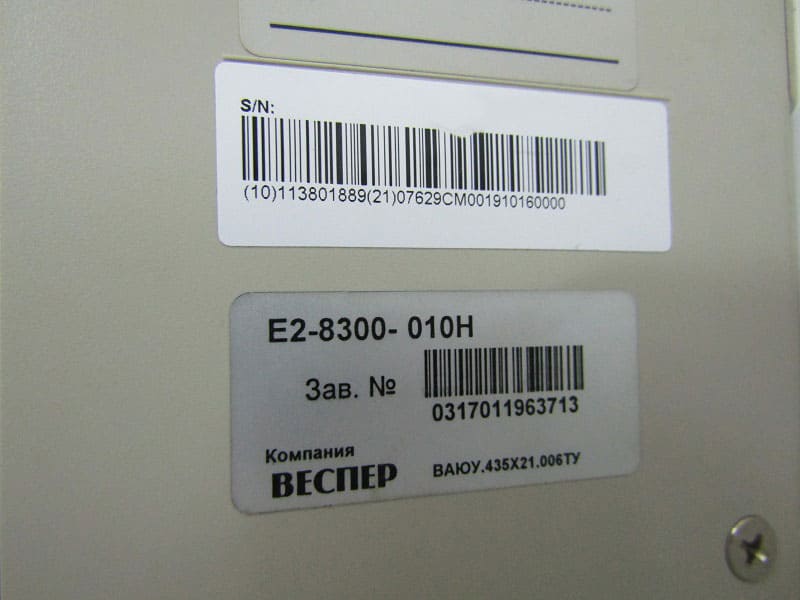 S/N:
(10)113801889(21)07629CM001910160000
E2-8300- 010H
Зав. №
0317011963713
Компания
ВЕСПЕР
ВАЮУ.435Х21.006ТУ